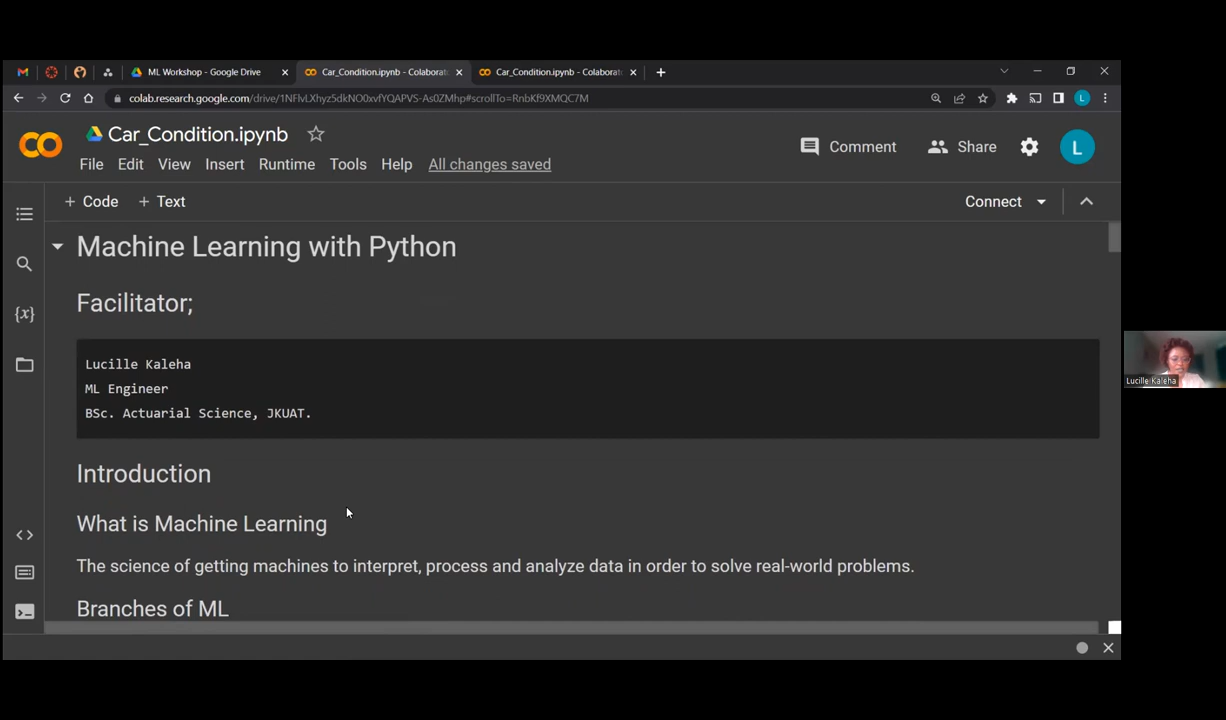 ML Workshop - Google Drive
Car_Condition.ipynb - Colaborat
Car_Condition.ipynb - Colaborat
colab.research.google.com/drive/1NFlvLXhyz5dkNO0xvfYQAPVS-As0ZMhp#scrollTo=RnbKf9XMQC7M
L
Car_Condition.ipynb
File Edit View Insert Runtime Tools Help All changes saved
Comment Share L
+ Code + Text
Connect
Machine Learning with Python
Facilitator;
{x}
Lucille Kaleha
ML Engineer
BSc. Actuarial Science, JKUAT.
Lucille Kaleha
Introduction
What is Machine Learning
The science of getting machines to interpret, process and analyze data in order to solve real-world problems.
Branches of ML